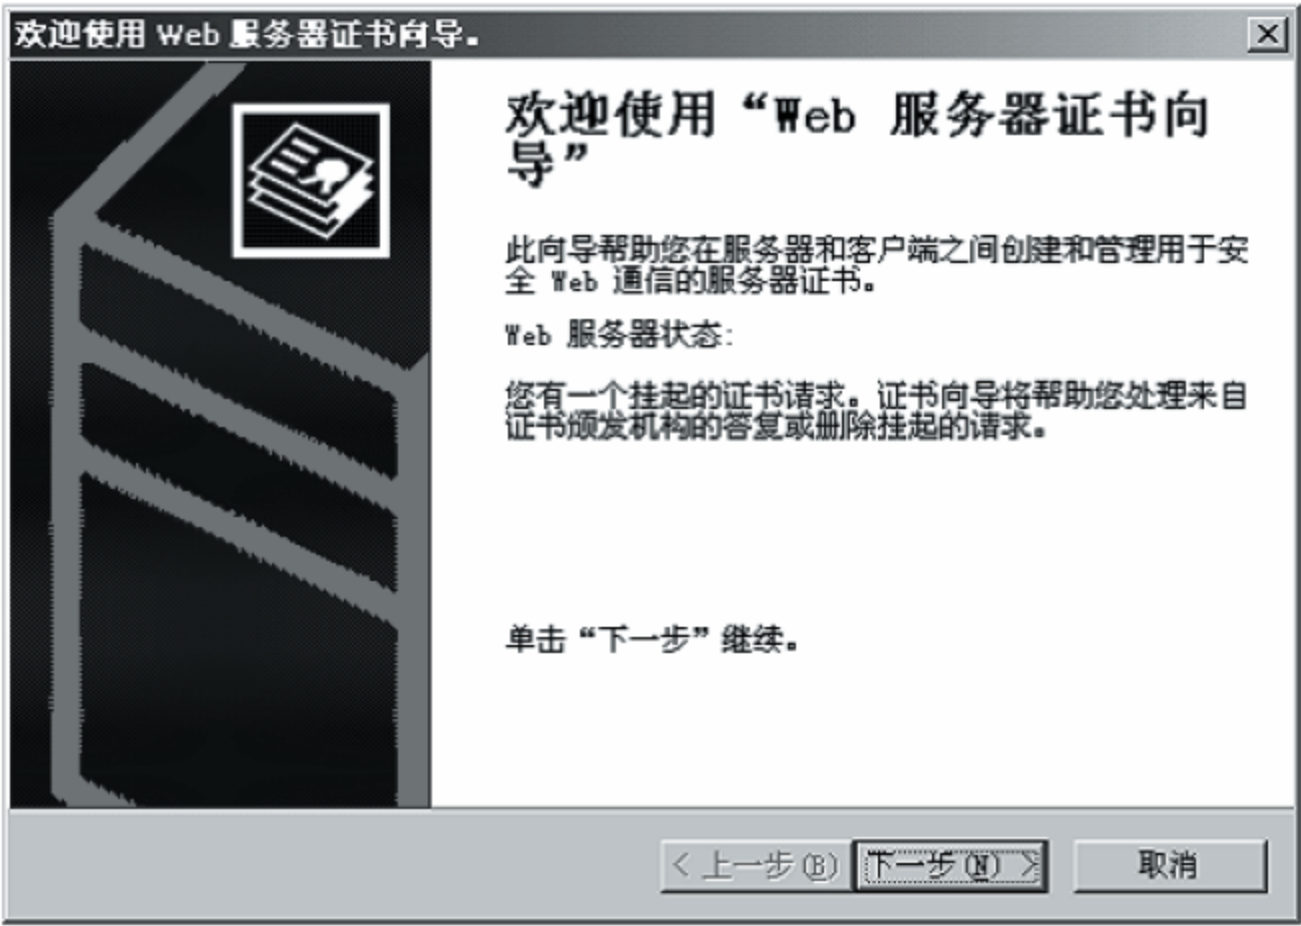 欢迎使用 Web 服务器证书向导。
欢迎使用“Web 服务器证书向
导”
此向导帮助您在服务器和客户端之间创建和管理用于安
全 Web 通信的服务器证书。
Web 服务器状态:
您有一个挂起的证书请求。证书向导将帮助您处理来自
证书颁发机构的答复或删除挂起的请求。
单击“下一步”继续。
< 上一步(B) 下一步(N) > 取消